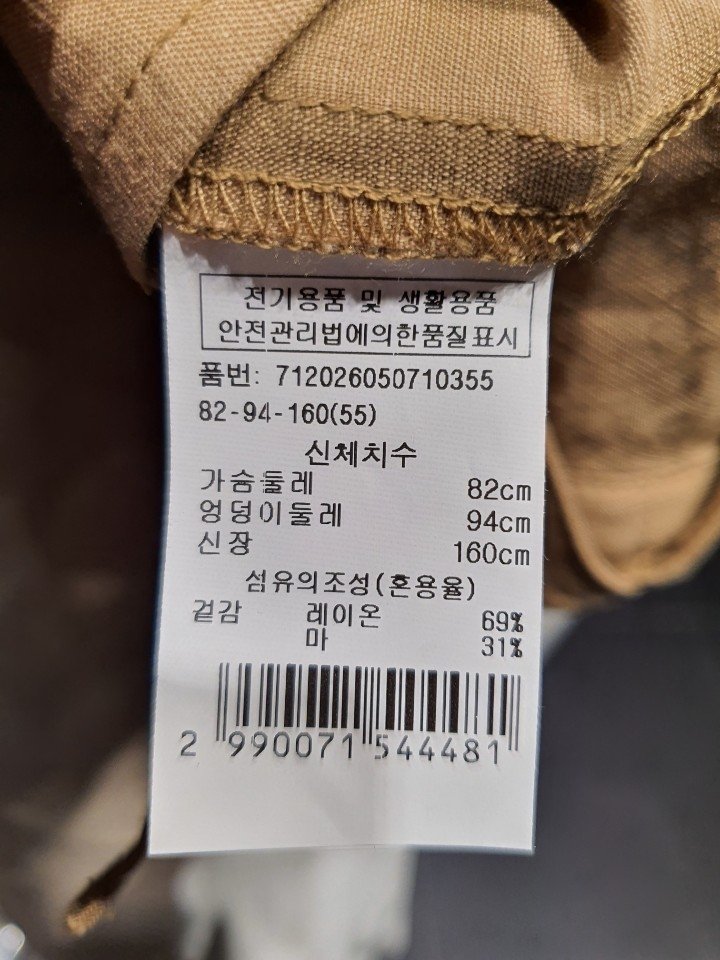 전기용품 및 생활용품
안전관리법에의한품질표시
품번: 712026050710355
82-94-160(55)
신체치수
가슴둘레 82cm
엉덩이둘레 94cm
신장 160cm
섬유의조성(혼용율)
겉감 레이온 69%
마 31%
2 990071 544481